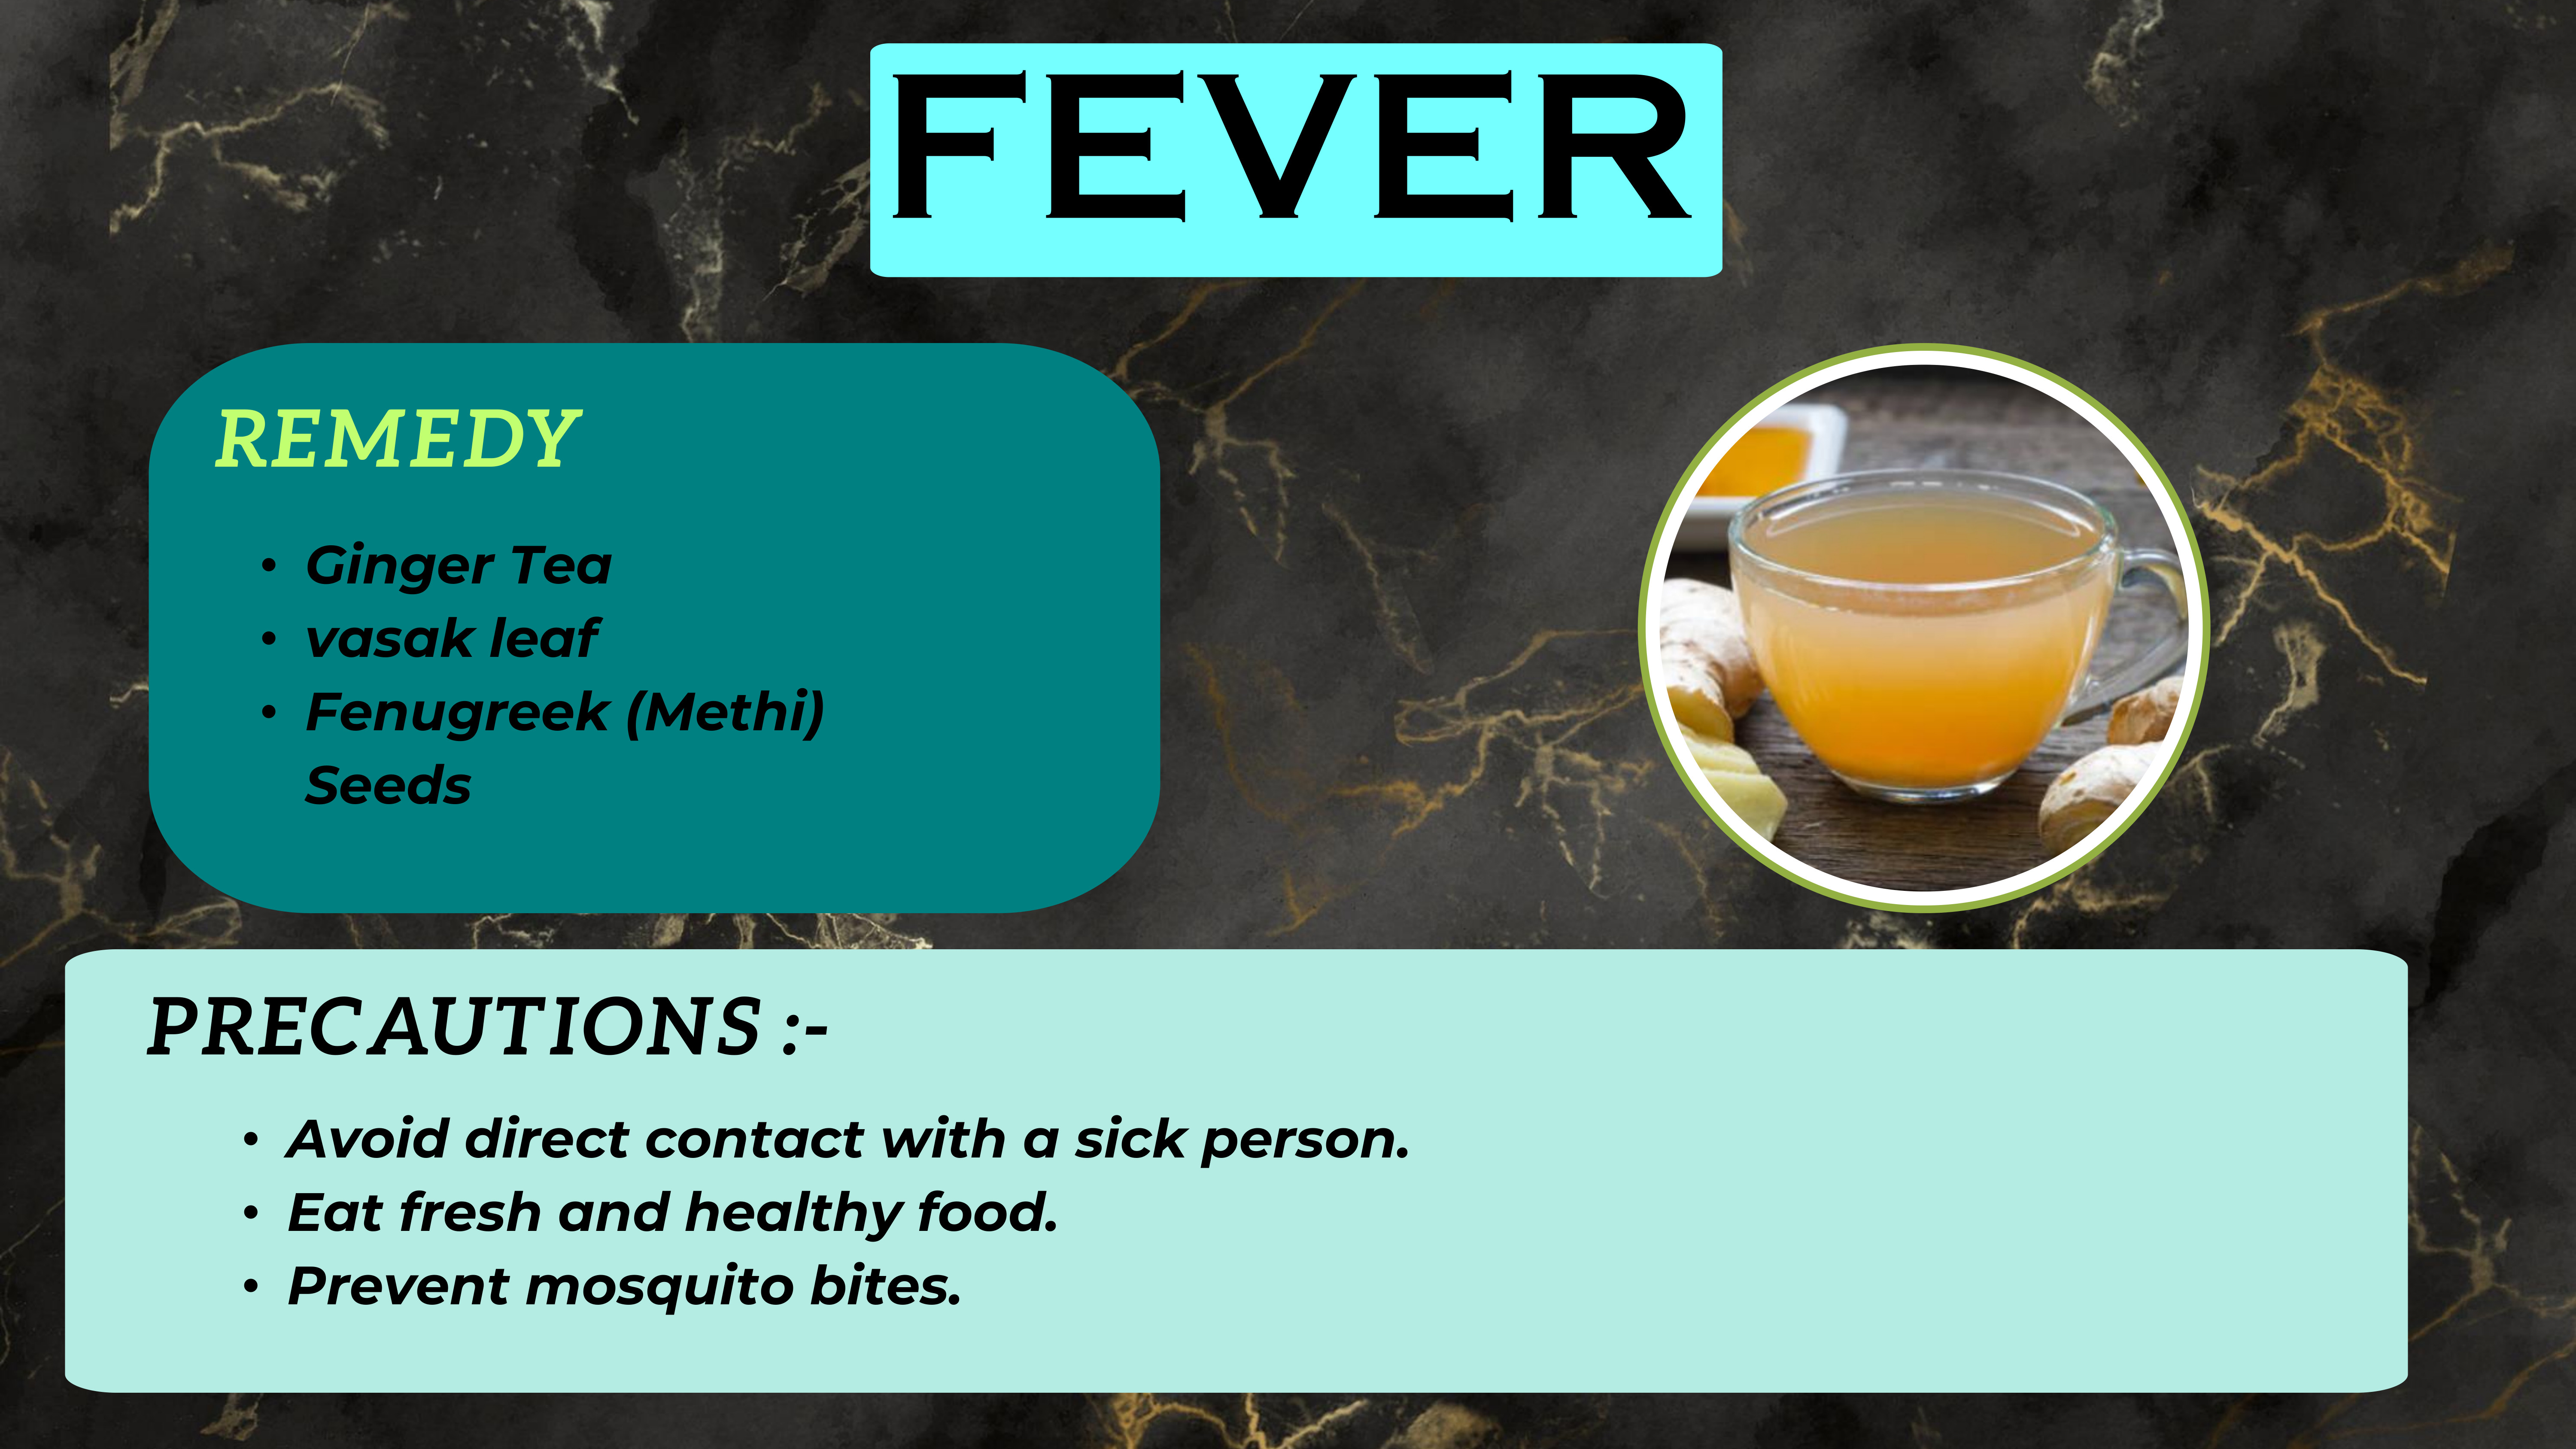 FEVER
REMEDY
• Ginger Tea
• vasak leaf
• Fenugreek (Methi)
Seeds
PRECAUTIONS :-
• Avoid direct contact with a sick person.
• Eat fresh and healthy food.
• Prevent mosquito bites.